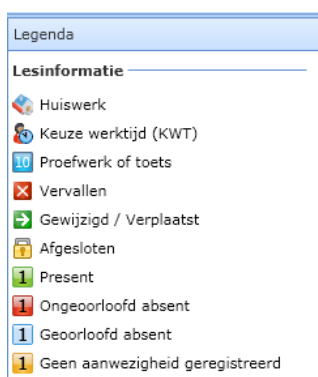 Legenda
Lesinformatie
Huiswerk
Keuze werktijd (KWT)
10 Proefwerk of toets
Vervallen
Gewijzigd / Verplaatst
Afgesloten
1 Present
1 Ongeoorloofd absent
1 Geoorloofd absent
1 Geen aanwezigheid geregistreerd